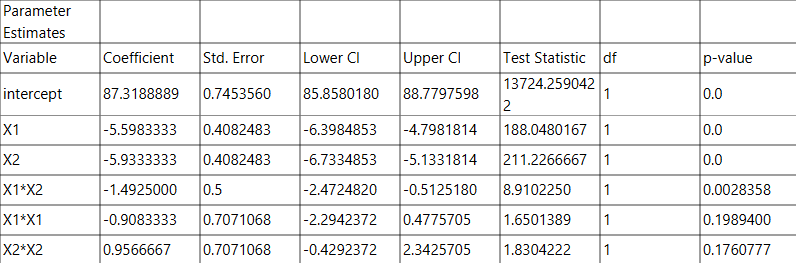 Parameter
Estimates
Variable Coefficient Std. Error Lower CI Upper CI Test Statistic df p-value
intercept 87.3188889 0.7453560 85.8580180 88.7797598 13724.259042
2 1 0.0
X1 -5.5983333 0.4082483 -6.3984853 -4.7981814 188.0480167 1 0.0
X2 -5.9333333 0.4082483 -6.7334853 -5.1331814 211.2266667 1 0.0
X1*X2 -1.4925000 0.5 -2.4724820 -0.5125180 8.9102250 1 0.0028358
X1*X1 -0.9083333 0.7071068 -2.2942372 0.4775705 1.6501389 1 0.1989400
X2*X2 0.9566667 0.7071068 -0.4292372 2.3425705 1.8304222 1 0.1760777